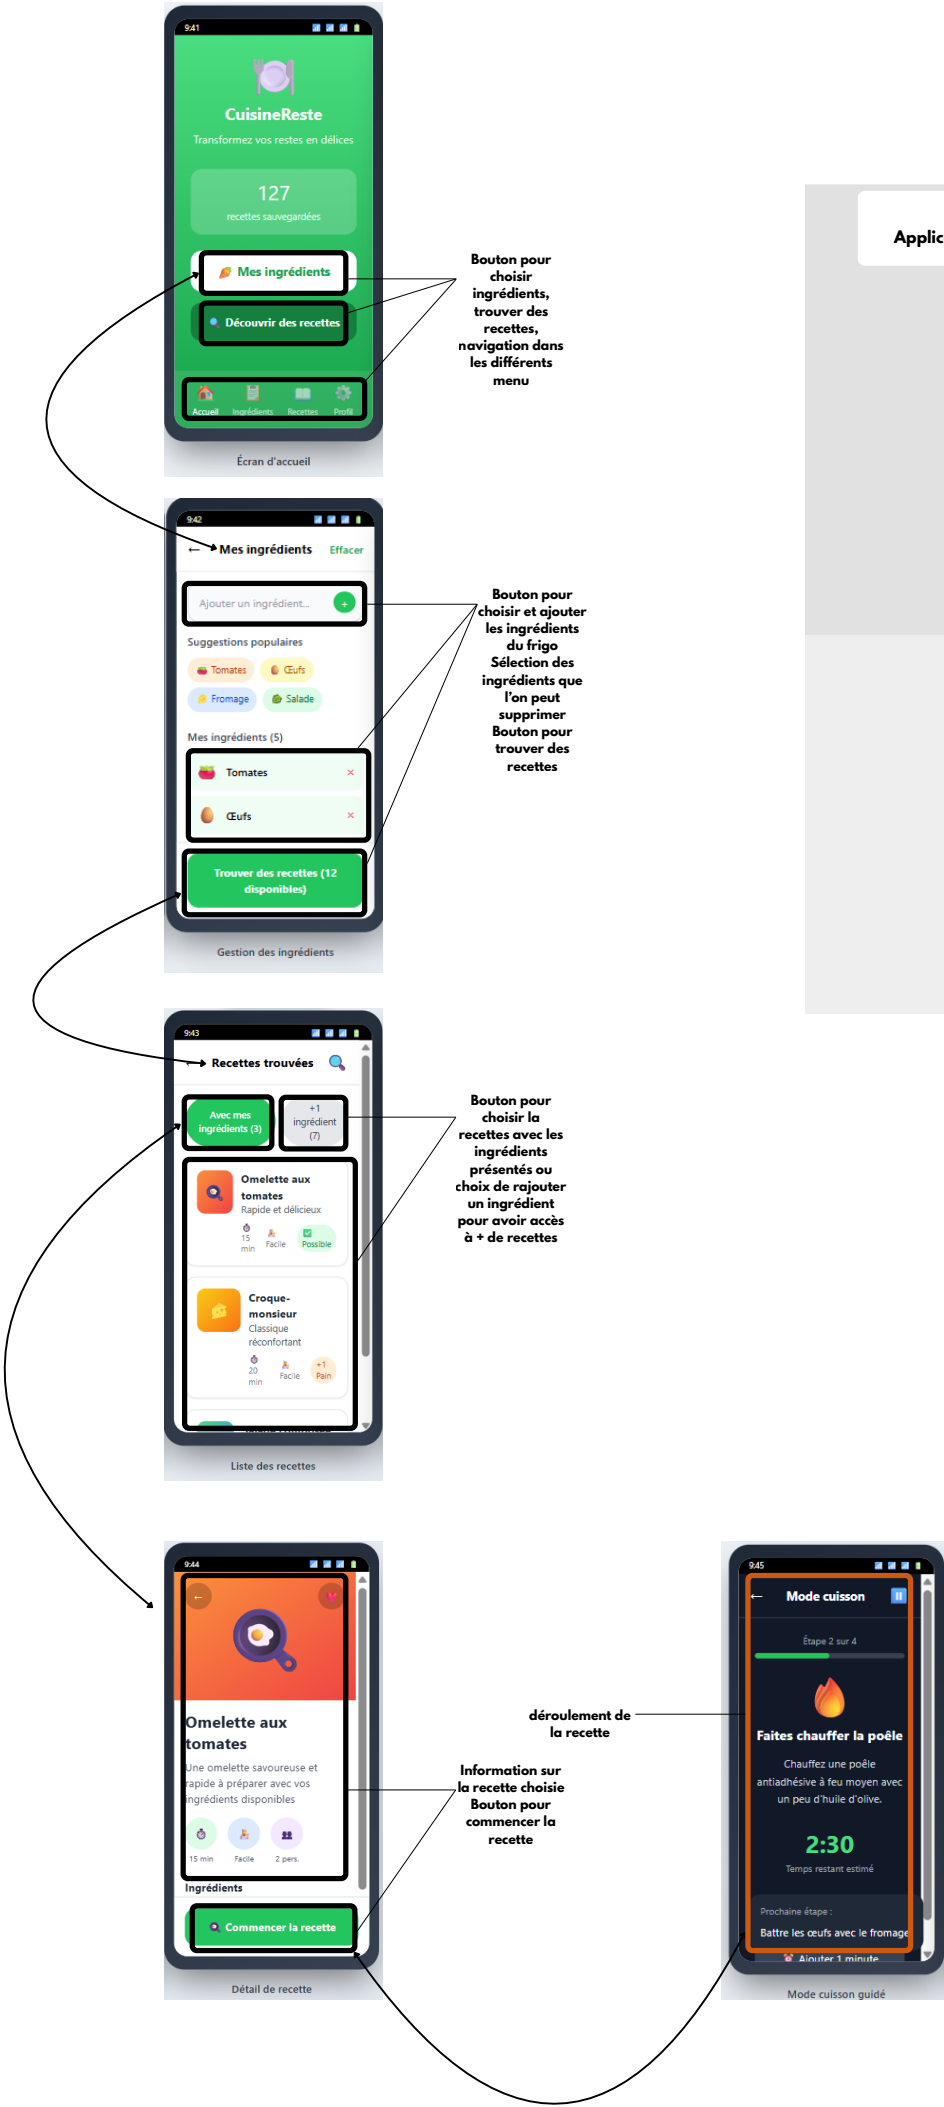 9:41
CuisineReste
Transformez vos restes en délices
127
recettes sauvegardées
Mes ingrédients
Découvrir des recettes
Accueil Ingrédients Recettes Profil
Écran d'accueil
Bouton pour
choisir
ingrédients,
trouver des
recettes,
navigation dans
les différents
menu
Applic
9:42
← Mes ingrédients Effacer
Ajouter un ingrédient... +
Suggestions populaires
Tomates Œufs
Fromage Salade
Mes ingrédients (5)
Tomates ×
Œufs ×
Trouver des recettes (12
disponibles)
Gestion des ingrédients
Bouton pour
choisir et ajouter
les ingrédients
du frigo
Sélection des
ingrédients que
l'on peut
supprimer
Bouton pour
trouver des
recettes
9:43
Recettes trouvées
Avec mes
ingrédients (3)
+1
ingrédient
(7)
Omelette aux
tomates
Rapide et délicieux
15
min
Facile
Possible
Croque-
monsieur
Classique
réconfortant
20
min
Facile
+1
Pain
Liste des recettes
Bouton pour
choisir la
recettes avec les
ingrédients
présentés ou
choix de rajouter
un ingrédient
pour avoir accès
à + de recettes
9:44
←
Omelette aux
tomates
Une omelette savoureuse et
rapide à préparer avec vos
ingrédients disponibles
15 min Facile 2 pers.
Ingrédients
Commencer la recette
Détail de recette
Information sur
la recette choisie
Bouton pour
commencer la
recette
déroulement de
la recette
9:45
← Mode cuisson
Étape 2 sur 4
Faites chauffer la poêle
Chauffez une poêle
antiadhésive à feu moyen avec
un peu d'huile d'olive.
2:30
Temps restant estimé
Prochaine étape :
Battre les œufs avec le fromage
Ajouter 1 minute
Mode cuisson guidé